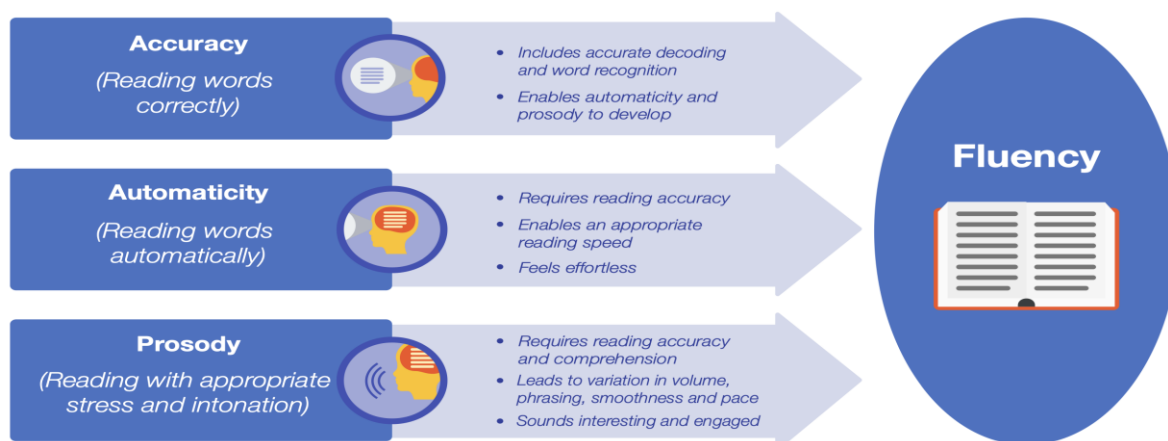 Accuracy
(Reading words
correctly)
• Includes accurate decoding
and word recognition
• Enables automaticity and
prosody to develop
Automaticity
(Reading words
automatically)
• Requires reading accuracy
• Enables an appropriate
reading speed
• Feels effortless
Prosody
(Reading with appropriate
stress and intonation)
• Requires reading accuracy
and comprehension
• Leads to variation in volume,
phrasing, smoothness and pace
• Sounds interesting and engaged
Fluency